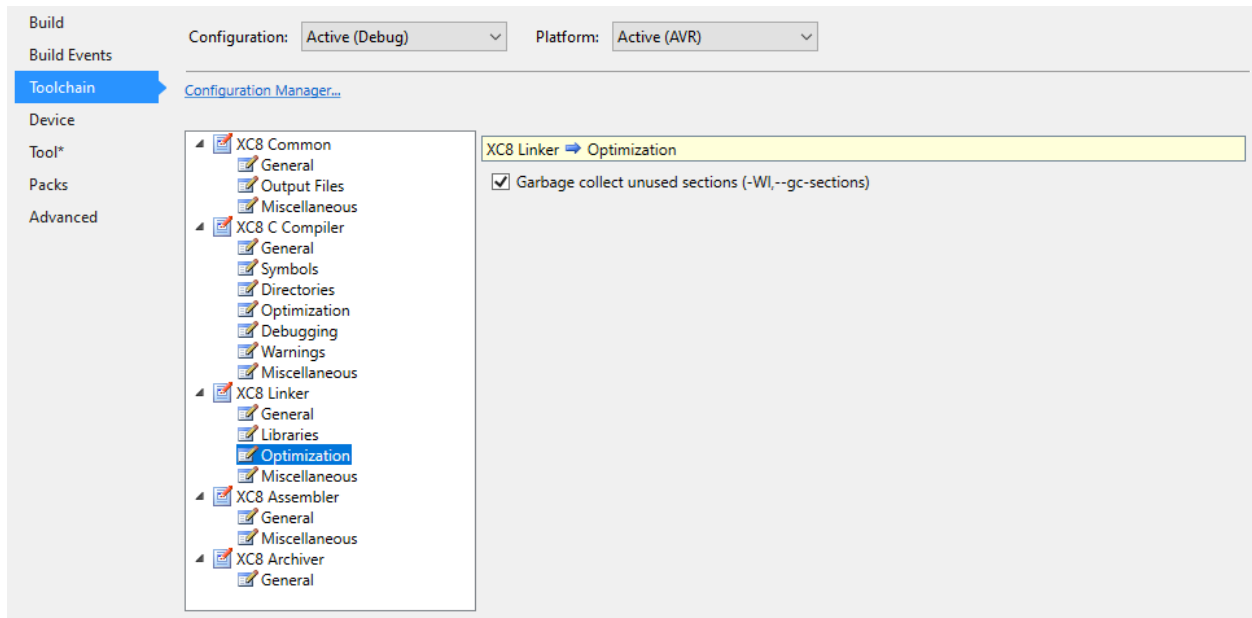 Build
Build Events
Toolchain
Device
Tool*
Packs
Advanced
Configuration: Active (Debug) Platform: Active (AVR)
Configuration Manager...
XC8 Common
General
Output Files
Miscellaneous
XC8 C Compiler
General
Symbols
Directories
Optimization
Debugging
Warnings
Miscellaneous
XC8 Linker
General
Libraries
Optimization
Miscellaneous
XC8 Assembler
General
Miscellaneous
XC8 Archiver
General
XC8 Linker ➡ Optimization
Garbage collect unused sections (-Wl,--gc-sections)